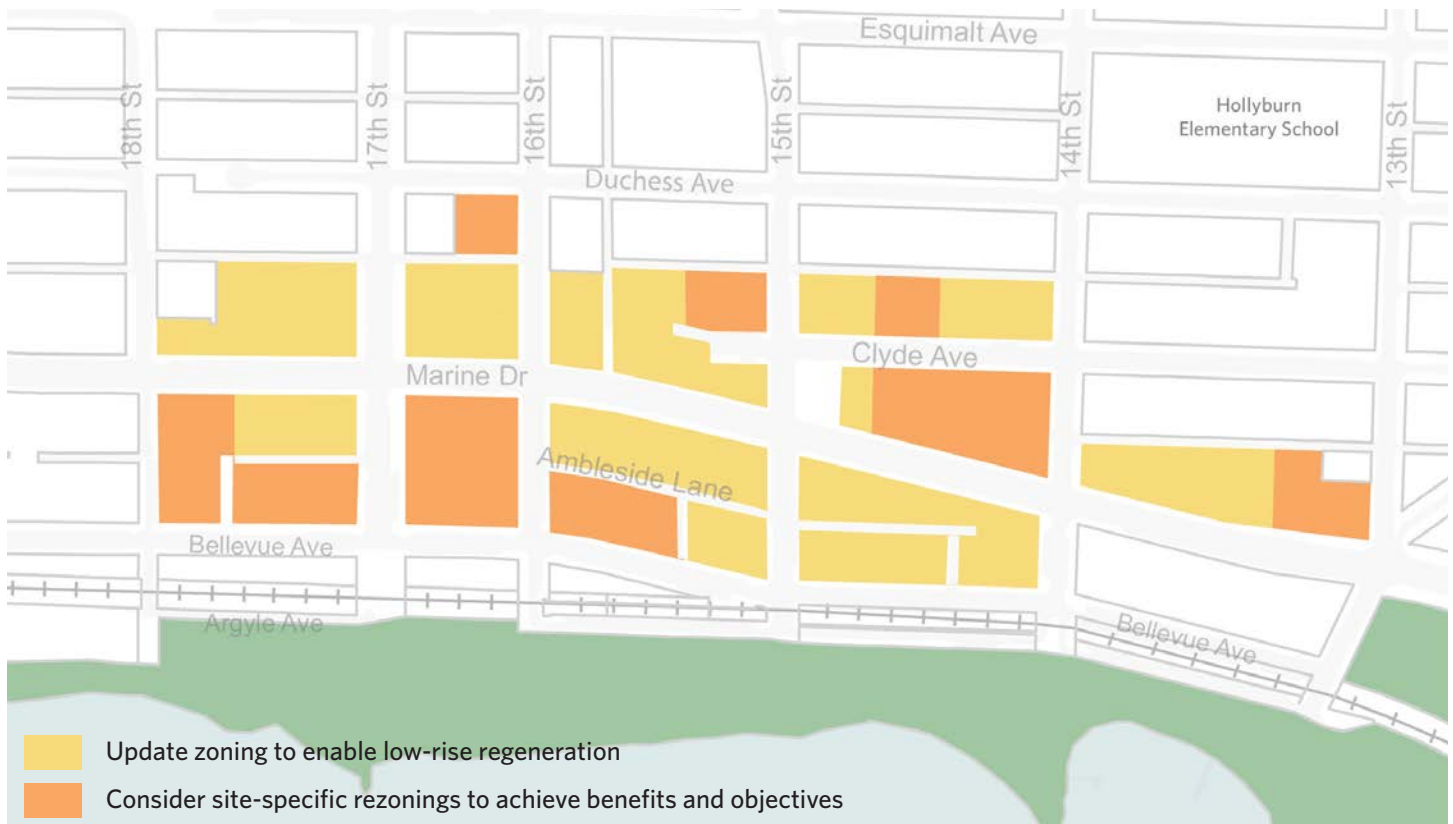 Esquimalt Ave
18th St
17th St
16th St
15th St
14th St
13th St
Hollyburn
Elementary School
Duchess Ave
Clyde Ave
Marine Dr
Ambleside Lane
Bellevue Ave
Argyle Ave
Bellevue Ave
Update zoning to enable low-rise regeneration
Consider site-specific rezonings to achieve benefits and objectives